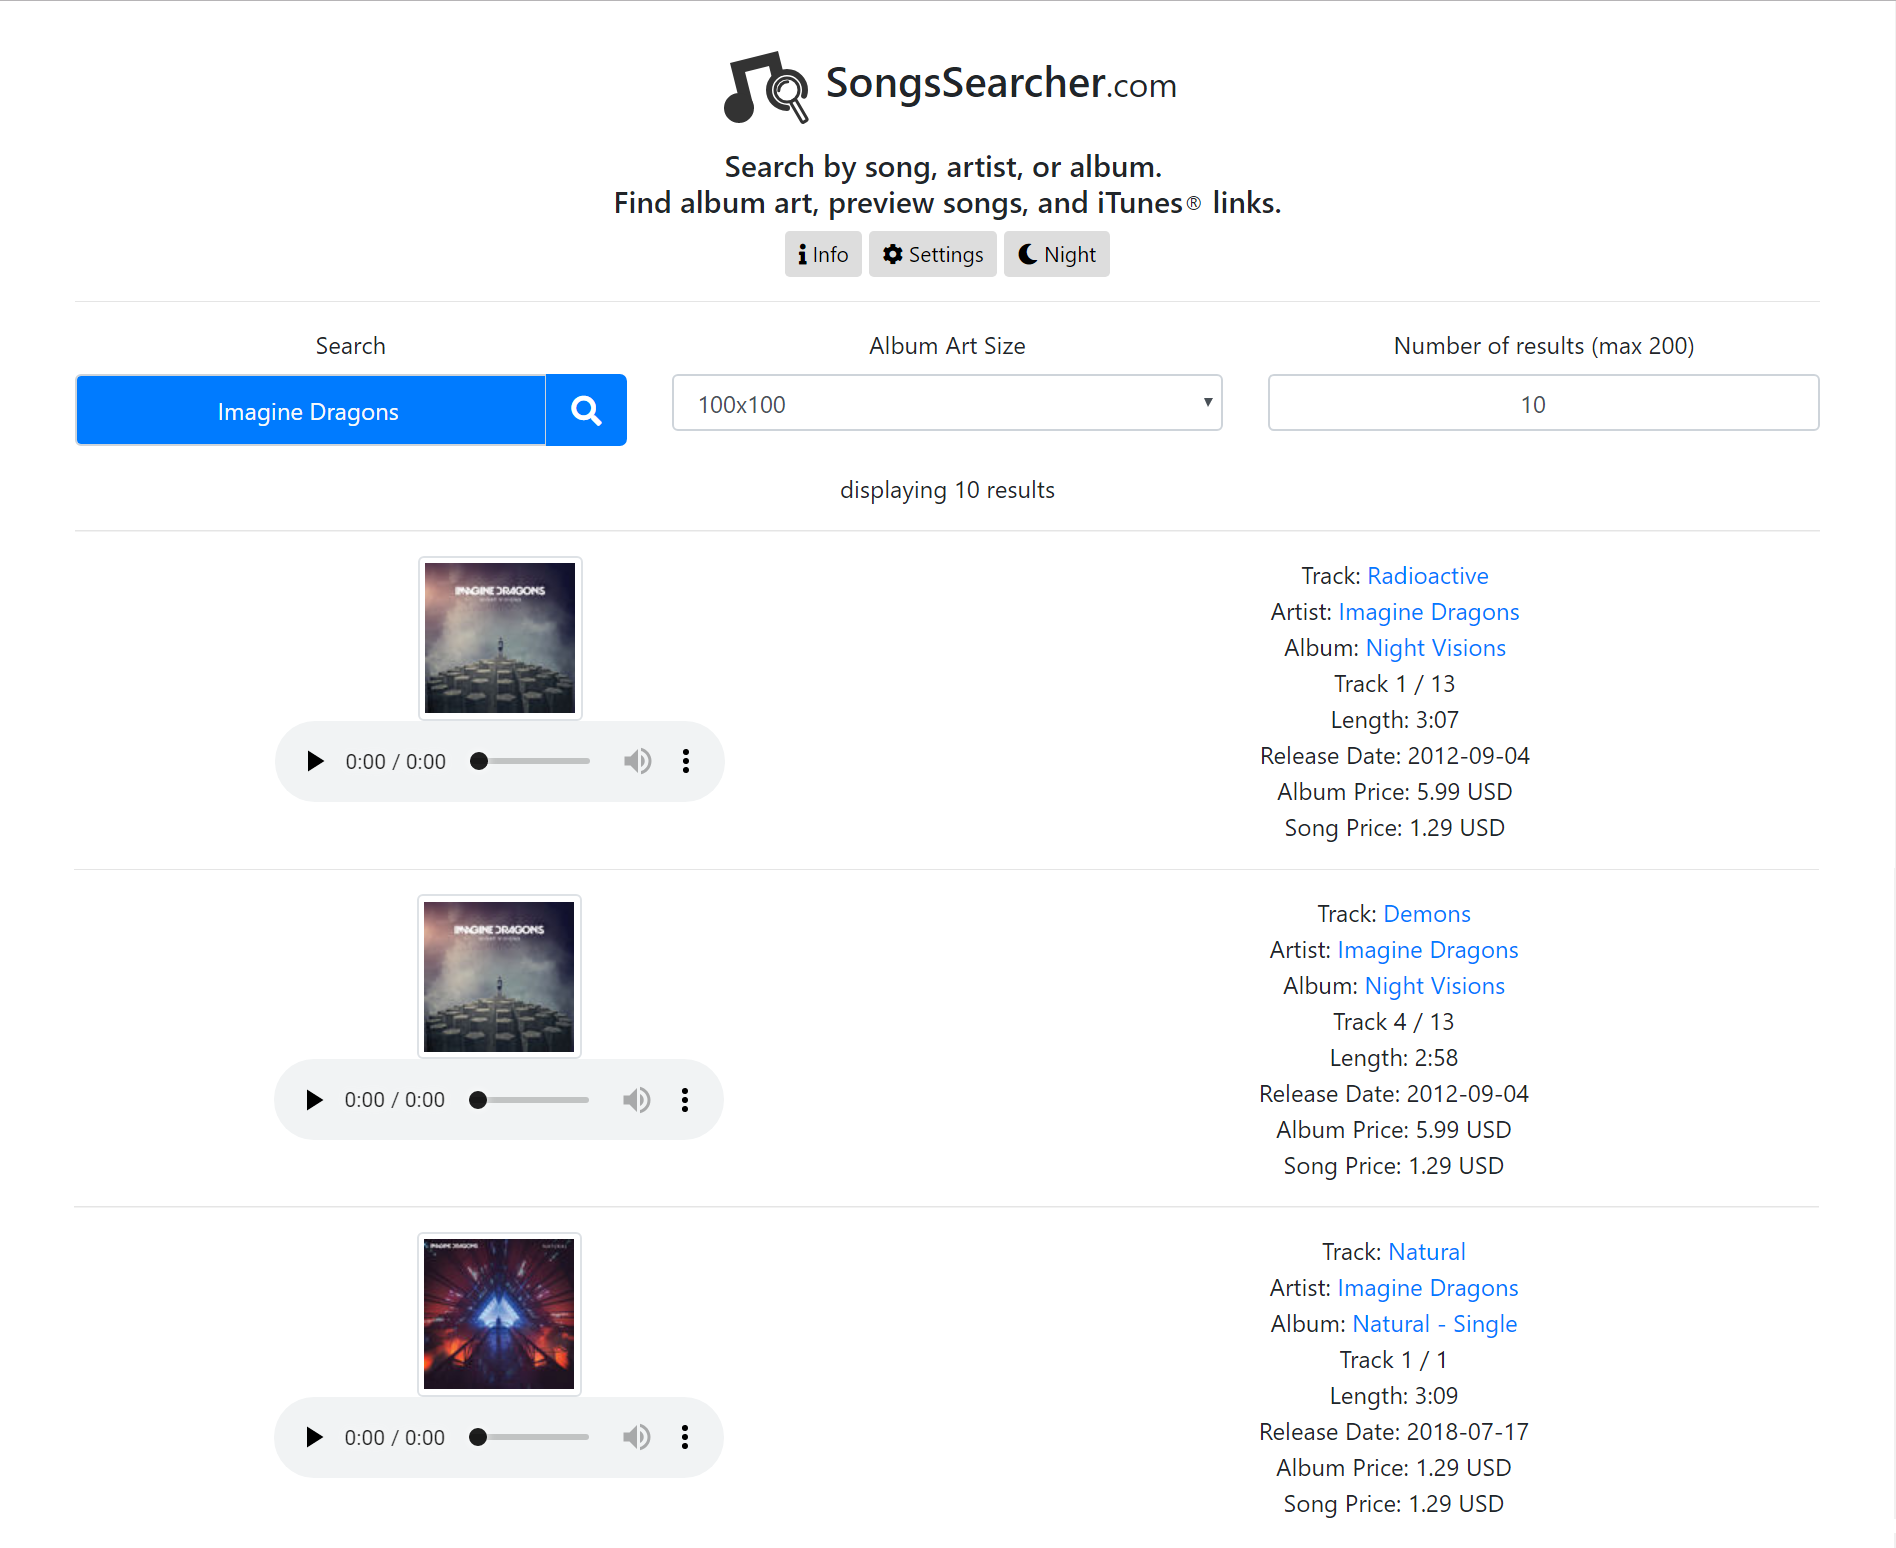 SongsSearcher.com
Search by song, artist, or album.
Find album art, preview songs, and iTunes® links.
Info Settings Night
Search
Album Art Size
Number of results (max 200)
Imagine Dragons
100x100
10
displaying 10 results
IMAGINE DRAGONS
NIGHT VISIONS
0:00 / 0:00
Track: Radioactive
Artist: Imagine Dragons
Album: Night Visions
Track 1 / 13
Length: 3:07
Release Date: 2012-09-04
Album Price: 5.99 USD
Song Price: 1.29 USD
IMAGINE DRAGONS
NIGHT VISIONS
0:00 / 0:00
Track: Demons
Artist: Imagine Dragons
Album: Night Visions
Track 4 / 13
Length: 2:58
Release Date: 2012-09-04
Album Price: 5.99 USD
Song Price: 1.29 USD
IMAGINE DRAGONS NATURAL
0:00 / 0:00
Track: Natural
Artist: Imagine Dragons
Album: Natural - Single
Track 1 / 1
Length: 3:09
Release Date: 2018-07-17
Album Price: 1.29 USD
Song Price: 1.29 USD